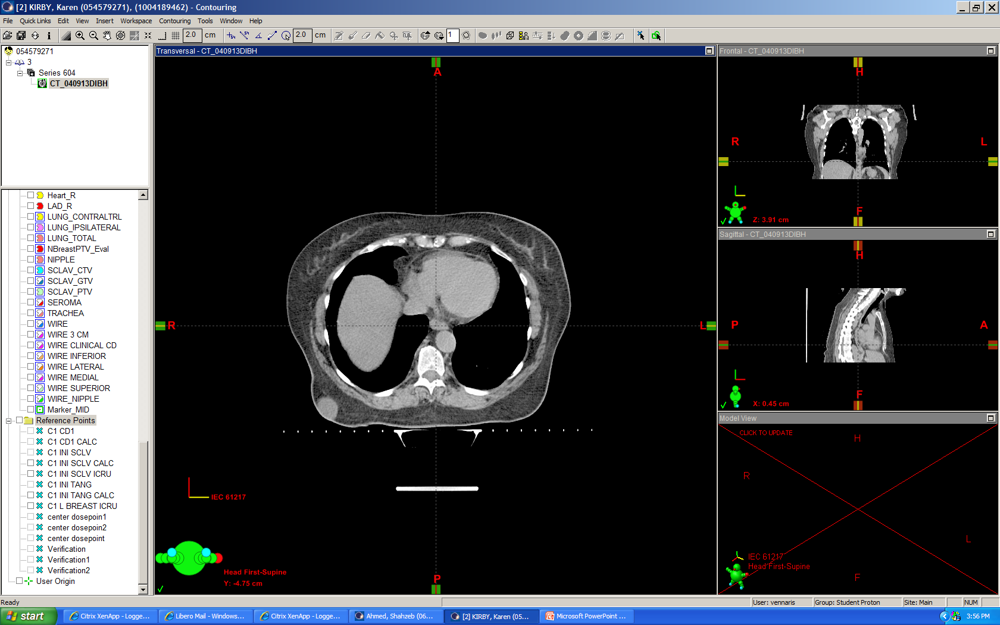 [2] KIRBY, Karen (054579271), (1004189462) - Contouring
File Quick Links Edit View Insert Workspace Contouring Tools Window Help
2.0 cm 2.0 cm 1
054579271
3
Series 604
CT_040913DIBH
Heart_R
LAD_R
LUNG_CONTRALTRL
LUNG_IPSILATERAL
LUNG_TOTAL
NBreastPTV_Eval
NIPPLE
SCLAV_CTV
SCLAV_GTV
SCLAV_PTV
SEROMA
TRACHEA
WIRE
WIRE 3 CM
WIRE CLINICAL CD
WIRE INFERIOR
WIRE LATERAL
WIRE MEDIAL
WIRE SUPERIOR
WIRE_NIPPLE
Marker_MID
Reference Points
C1 CD1
C1 CD1 CALC
C1 INI SCLV
C1 INI SCLV CALC
C1 INI SCLV ICRU
C1 INI TANG
C1 INI TANG CALC
C1 L BREAST ICRU
center dosepoin1
center dosepoin2
center dosepoint
Verification
Verification1
Verification2
User Origin
Transversal - CT_040913DIBH
A
R
L
IEC 61217
Head First-Supine
Y: -4.75 cm
P
Frontal - CT_040913DIBH
H
R
L
F
Z: 3.91 cm
Sagittal - CT_040913DIBH
H
P
A
F
X: 0.45 cm
Model View
CLICK TO UPDATE
H
R
L
IEC 61217
Head First-Supine
F
Ready
User: vennaris
Group: Student Proton
Site: Main
NUM
start
Citrix XenApp - Logge...
Libero Mail - Windows...
Citrix XenApp - Logge...
Ahmed, Shahzeb (06...
[2] KIRBY, Karen (05...
Microsoft PowerPoint ...
3:56 PM